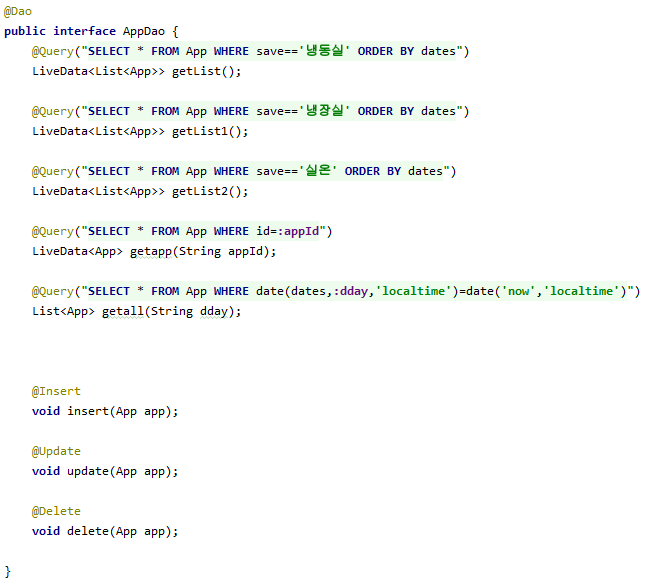 @Dao
public interface AppDao {
@Query("SELECT * FROM App WHERE save=='냉동실' ORDER BY dates")
LiveData<List<App>> getList();
@Query("SELECT * FROM App WHERE save=='냉장실' ORDER BY dates")
LiveData<List<App>> getList1();
@Query("SELECT * FROM App WHERE save=='실온' ORDER BY dates")
LiveData<List<App>> getList2();
@Query("SELECT * FROM App WHERE id=:appId")
LiveData<App> getapp(String appId);
@Query("SELECT * FROM App WHERE date(dates,:dday,'localtime')=date('now','localtime')")
List<App> getall(String dday);
@Insert
void insert(App app);
@Update
void update(App app);
@Delete
void delete(App app);
}